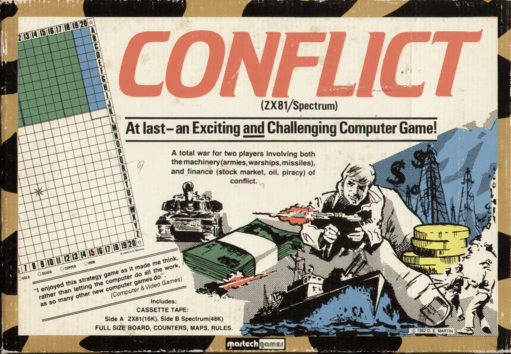 CONFLICT
(ZX81/Spectrum)
At last – an Exciting and Challenging Computer Game!
A total war for two players involving both
the machinery (armies, warships, missiles),
and finance (stock market, oil, piracy) of
conflict.
"I enjoyed this strategy game as it made me think,
rather than letting the computer do all the work,
as so many other new computer games do"
(Computer & Video Games)
Includes:
CASSETTE TAPE:
Side A ZX81(16K), Side B Spectrum(48K)
FULL SIZE BOARD, COUNTERS, MAPS, RULES.
martechgames
$ $